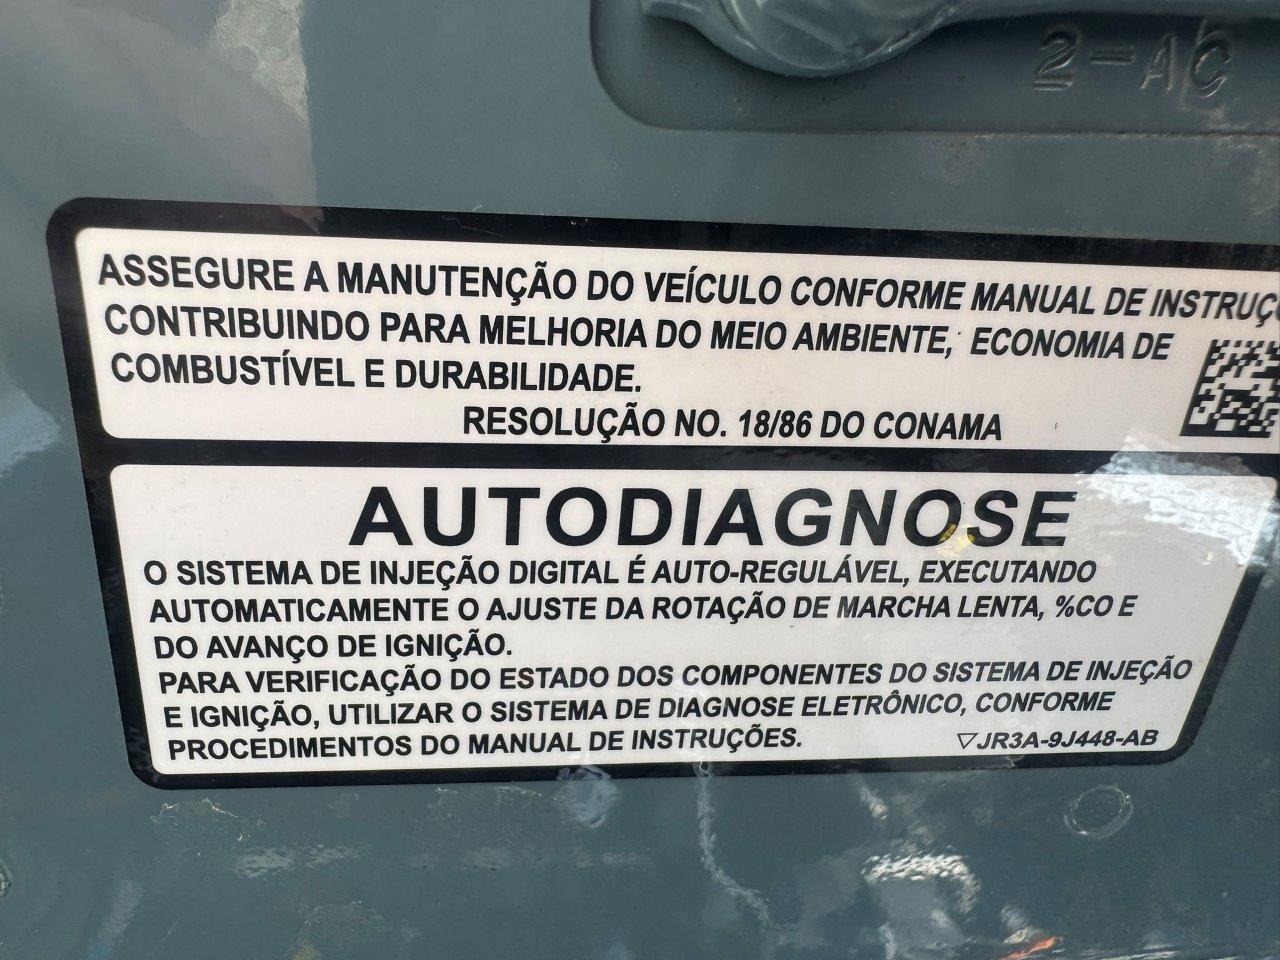 2-AC
ASSEGURE A MANUTENÇÃO DO VEÍCULO CONFORME MANUAL DE INSTRUÇ
CONTRIBUINDO PARA MELHORIA DO MEIO AMBIENTE, ECONOMIA DE
COMBUSTÍVEL E DURABILIDADE.
RESOLUÇÃO NO. 18/86 DO CONAMA
AUTODIAGNOSE
O SISTEMA DE INJEÇÃO DIGITAL É AUTO-REGULÁVEL, EXECUTANDO
AUTOMATICAMENTE O AJUSTE DA ROTAÇÃO DE MARCHA LENTA, %CO E
DO AVANÇO DE IGNIÇÃO.
PARA VERIFICAÇÃO DO ESTADO DOS COMPONENTES DO SISTEMA DE INJEÇÃO
E IGNIÇÃO, UTILIZAR O SISTEMA DE DIAGNOSE ELETRÔNICO, CONFORME
PROCEDIMENTOS DO MANUAL DE INSTRUÇÕES. ▽JR3A-9J448-AB